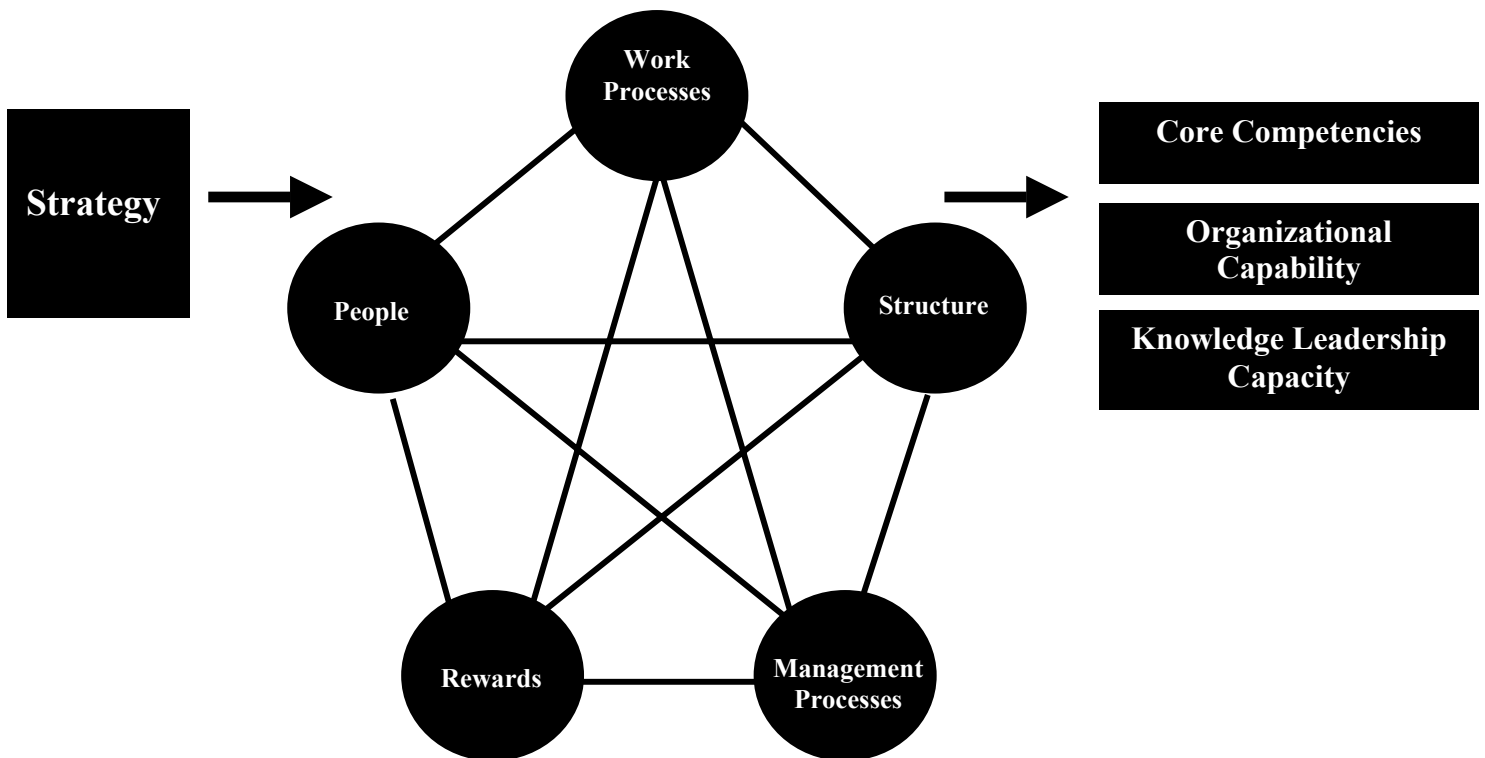 Strategy
Work
Processes
People
Structure
Rewards
Management
Processes
Core Competencies
Organizational
Capability
Knowledge Leadership
Capacity